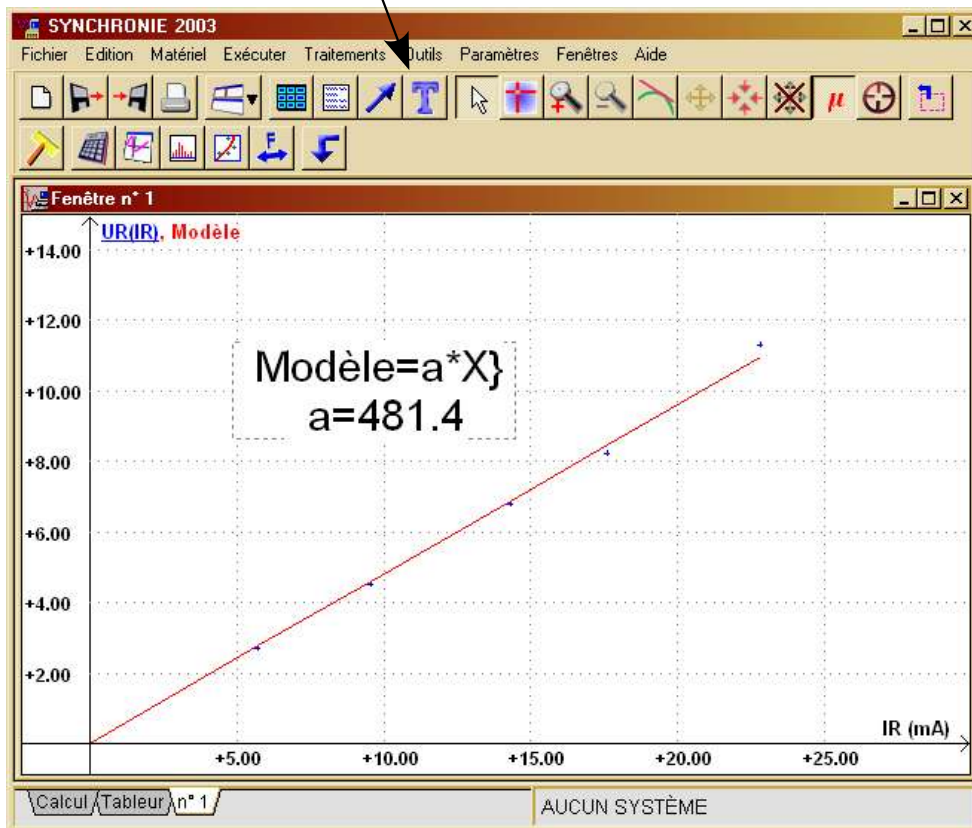 SYNCHRONIE 2003
Fichier Edition Matériel Exécuter Traitements Outils Paramètres Fenêtres Aide
T
µ
F
Fenêtre n° 1
UR(IR), Modèle
+14.00
+12.00
Modèle=a*X}
+10.00
a=481.4
+8.00
+6.00
+4.00
+2.00
IR (mA)
+5.00 +10.00 +15.00 +20.00 +25.00
Calcul Tableur n° 1 AUCUN SYSTÈME